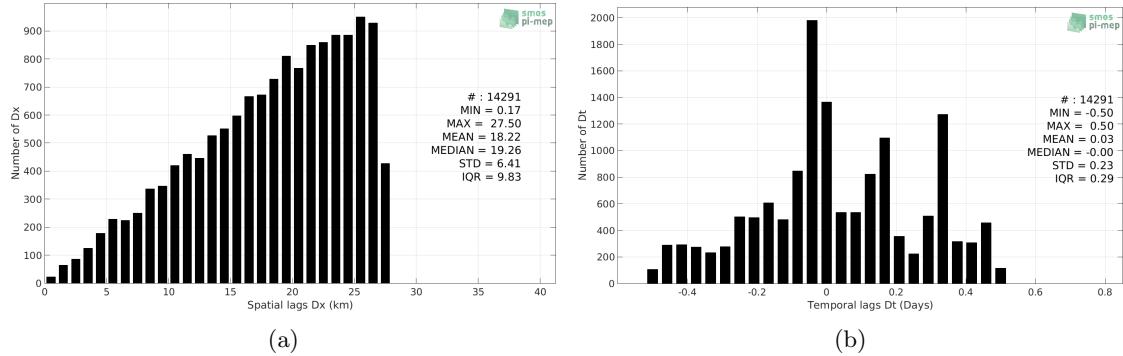 smos
pi-mep
900
800
700
600
500
400
300
200
100
0
Number of Dx
# : 14291
MIN = 0.17
MAX = 27.50
MEAN = 18.22
MEDIAN = 19.26
STD = 6.41
IQR = 9.83
0 5 10 15 20 25 30 35 40
Spatial lags Dx (km)
(a)
smos
pi-mep
2000
1800
1600
1400
1200
1000
800
600
400
200
0
Number of Dt
# : 14291
MIN = -0.50
MAX = 0.50
MEAN = 0.03
MEDIAN = -0.00
STD = 0.23
IQR = 0.29
-0.4 -0.2 0 0.2 0.4 0.6 0.8
Temporal lags Dt (Days)
(b)